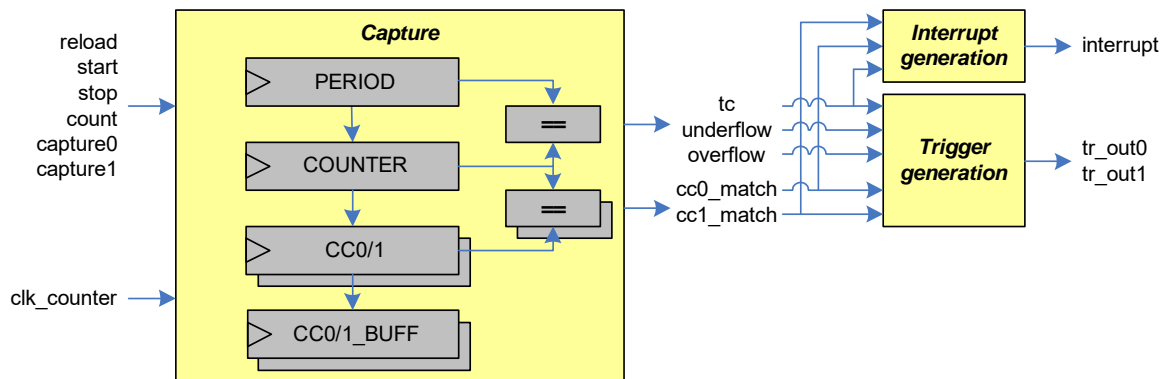 reload
start
stop
count
capture0
capture1
clk_counter
Capture
PERIOD
==
COUNTER
==
CC0/1
CC0/1_BUFF
tc
underflow
overflow
cc0_match
cc1_match
Interrupt
generation
interrupt
Trigger
generation
tr_out0
tr_out1